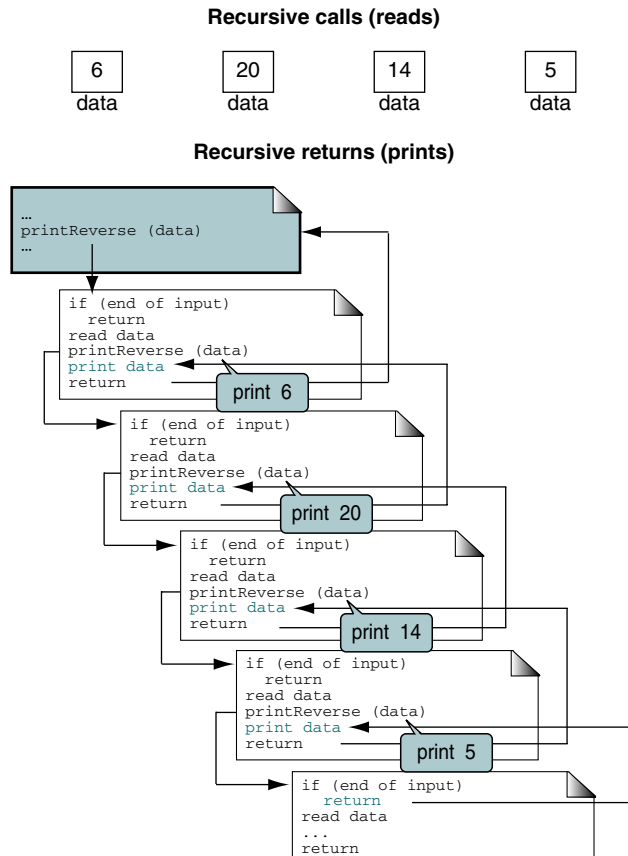 Recursive calls (reads)
6 20 14 5
data data data data
Recursive returns (prints)
…
printReverse (data)
…
if (end of input)
return
read data
printReverse (data)
print data
return
print 6
if (end of input)
return
read data
printReverse (data)
print data
return
print 20
if (end of input)
return
read data
printReverse (data)
print data
return
print 14
if (end of input)
return
read data
printReverse (data)
print data
return
print 5
if (end of input)
return
read data
...
return